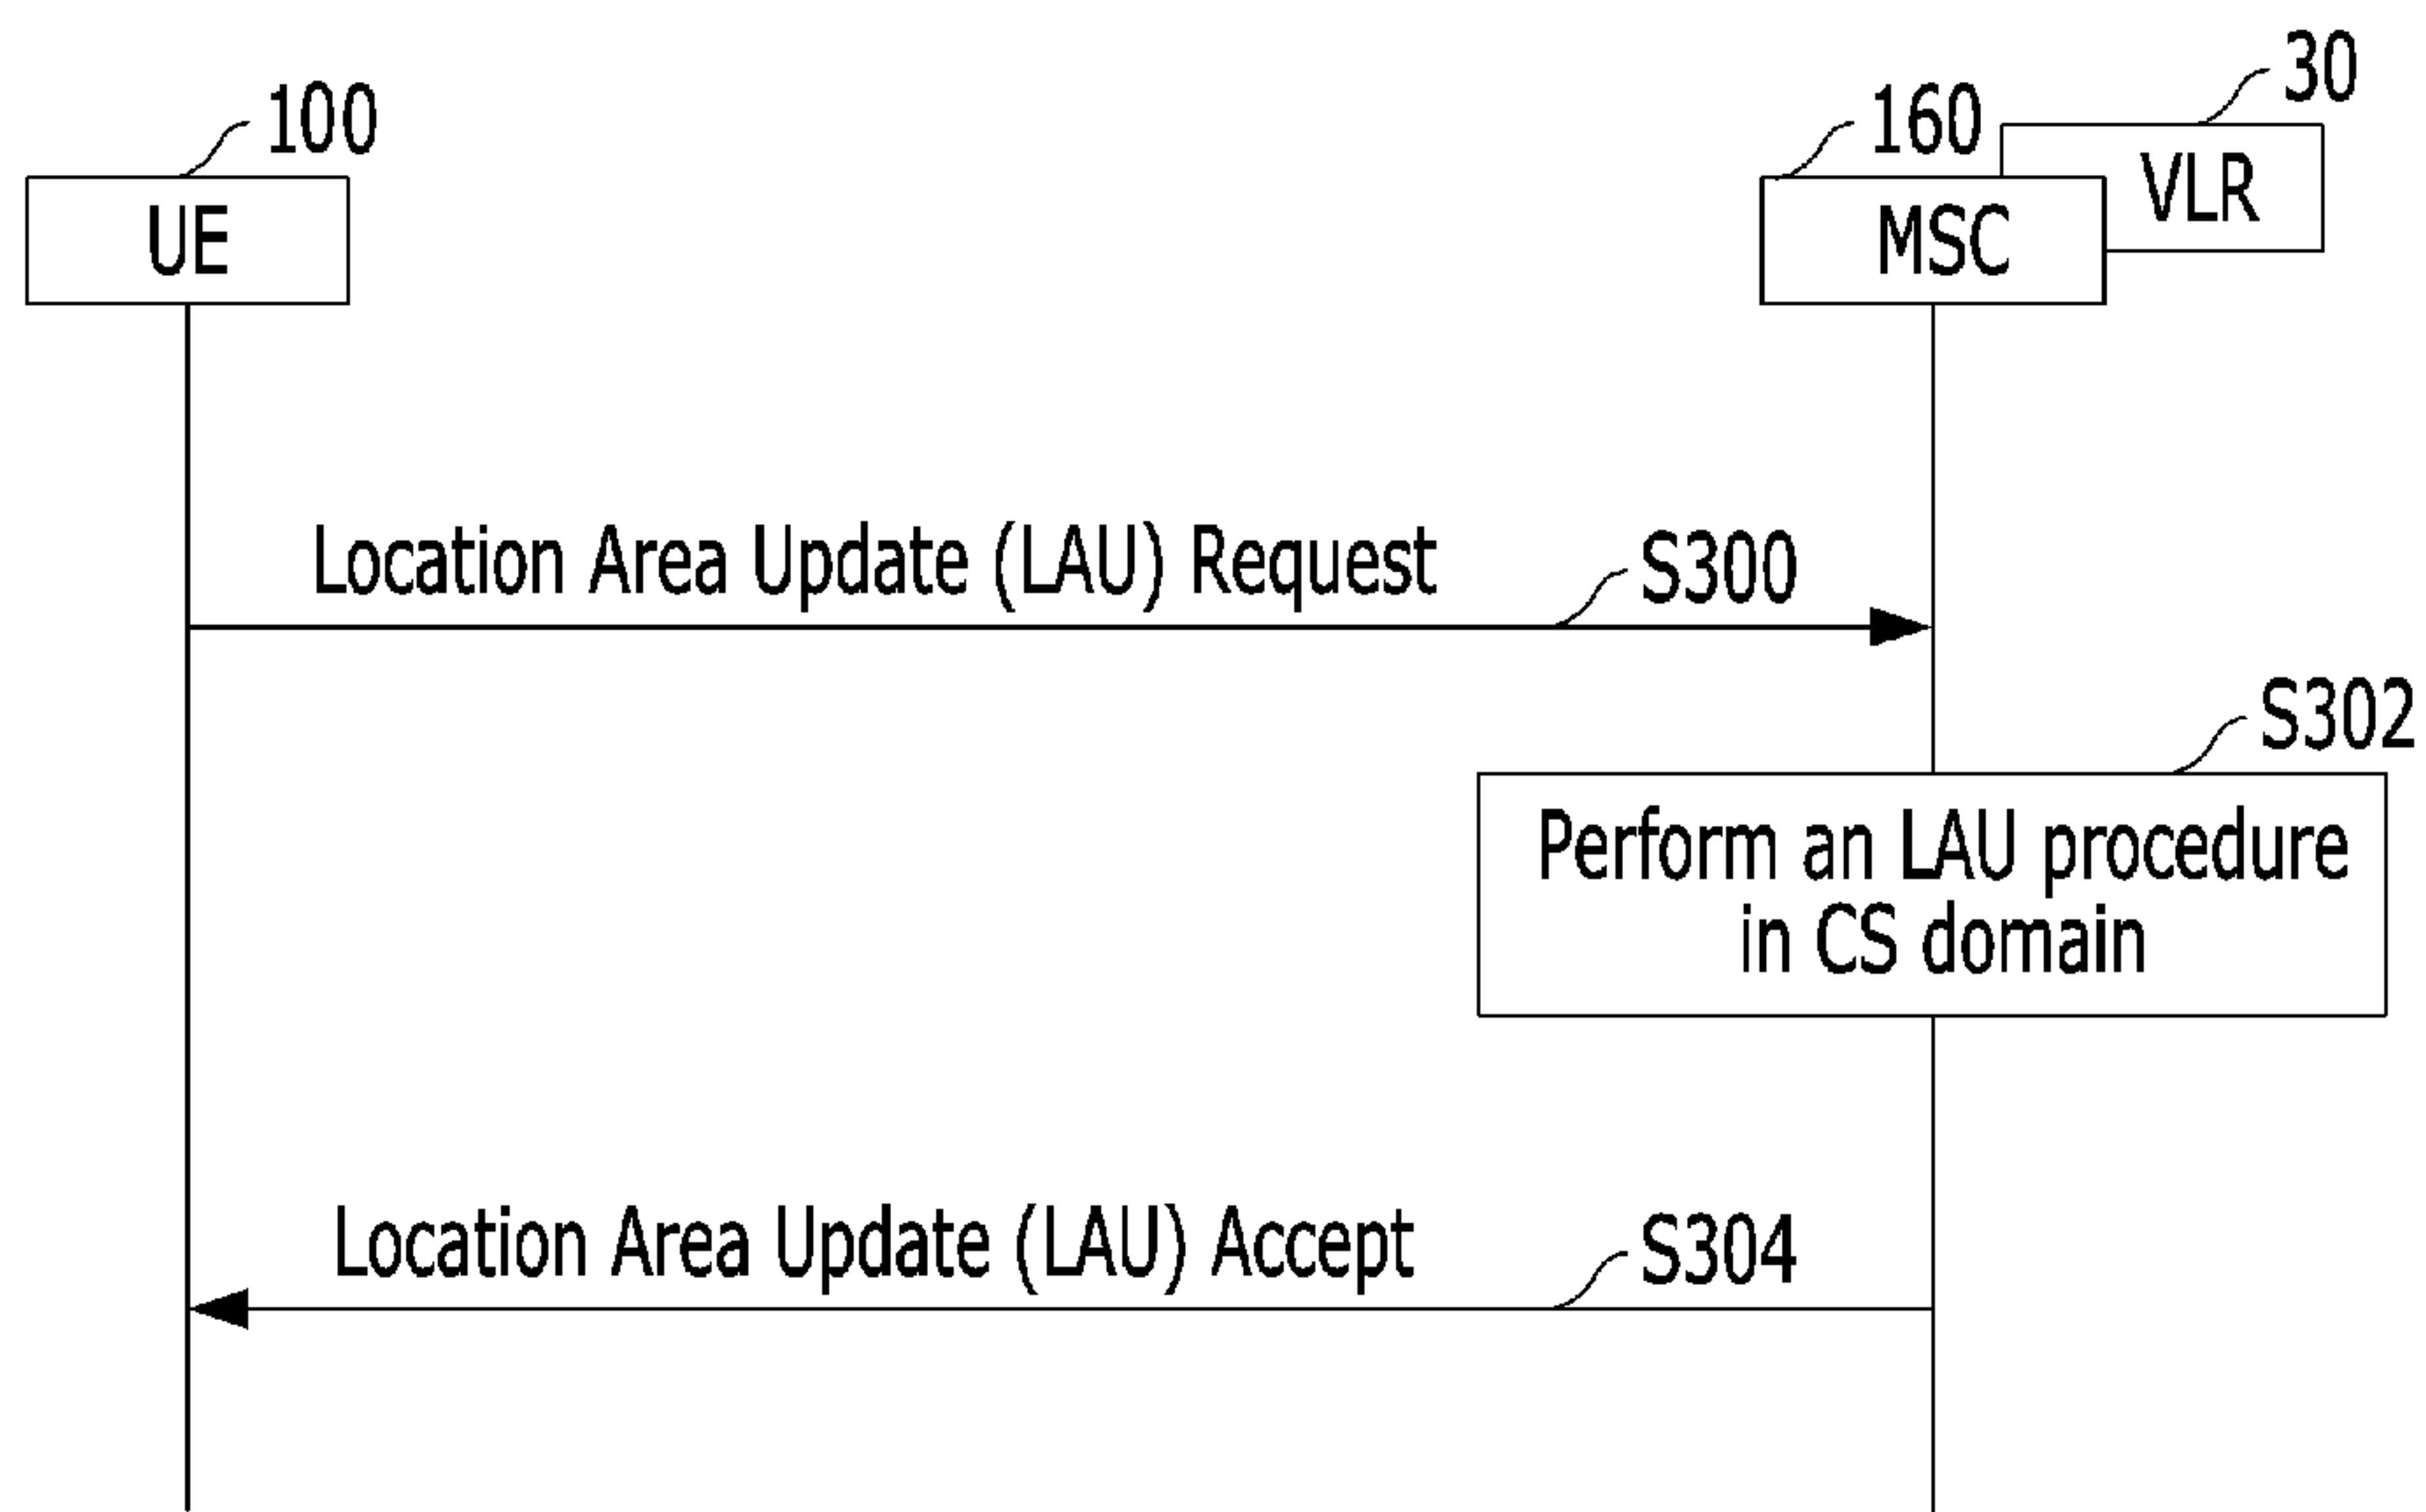 30
100
160
VLR
UE
MSC
Location Area Update (LAU) Request
S300
S302
Perform an LAU procedure
in CS domain
Location Area Update (LAU) Accept
S304